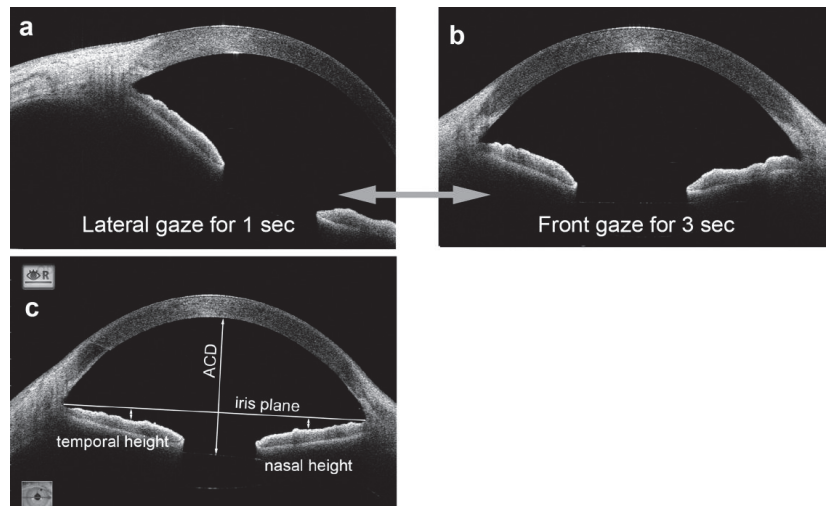 a
b
Lateral gaze for 1 sec
Front gaze for 3 sec
R
c
ACD
iris plane
temporal height
nasal height